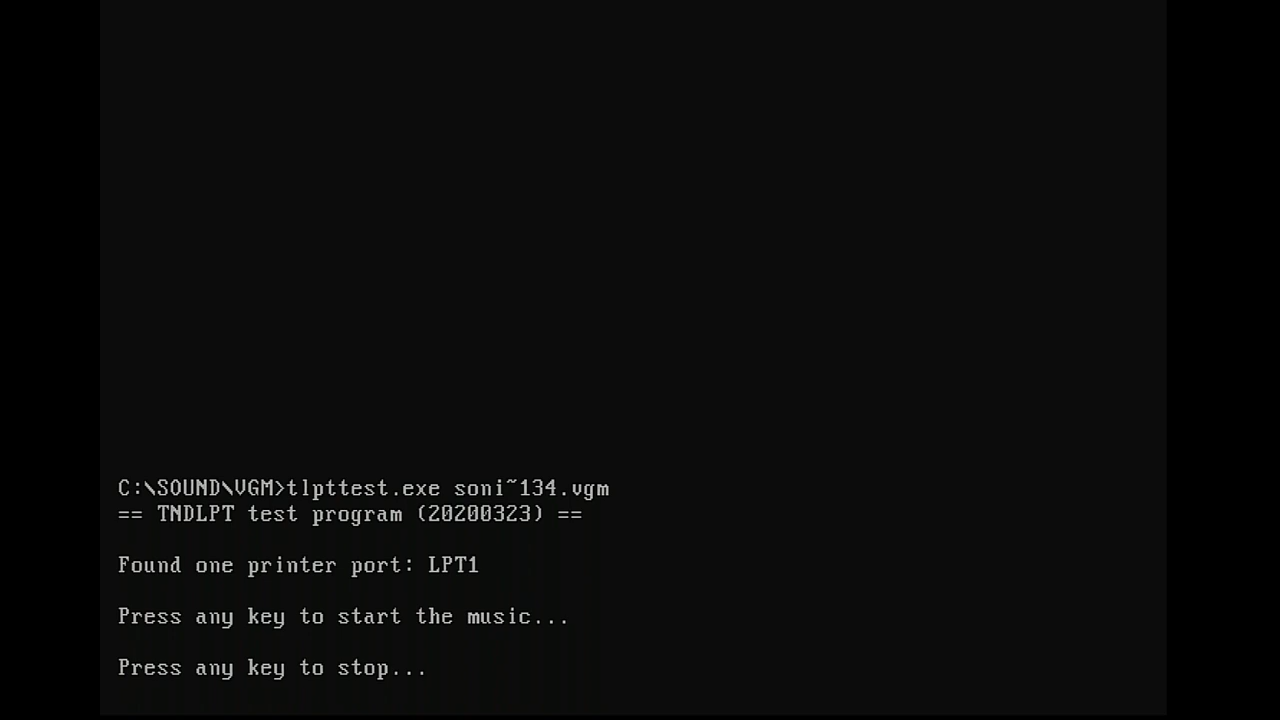 C:\SOUND\VGM>tlpttest.exe soni~134.vgm
== TNDLPT test program (20200323) ==
Found one printer port: LPT1
Press any key to start the music...
Press any key to stop...